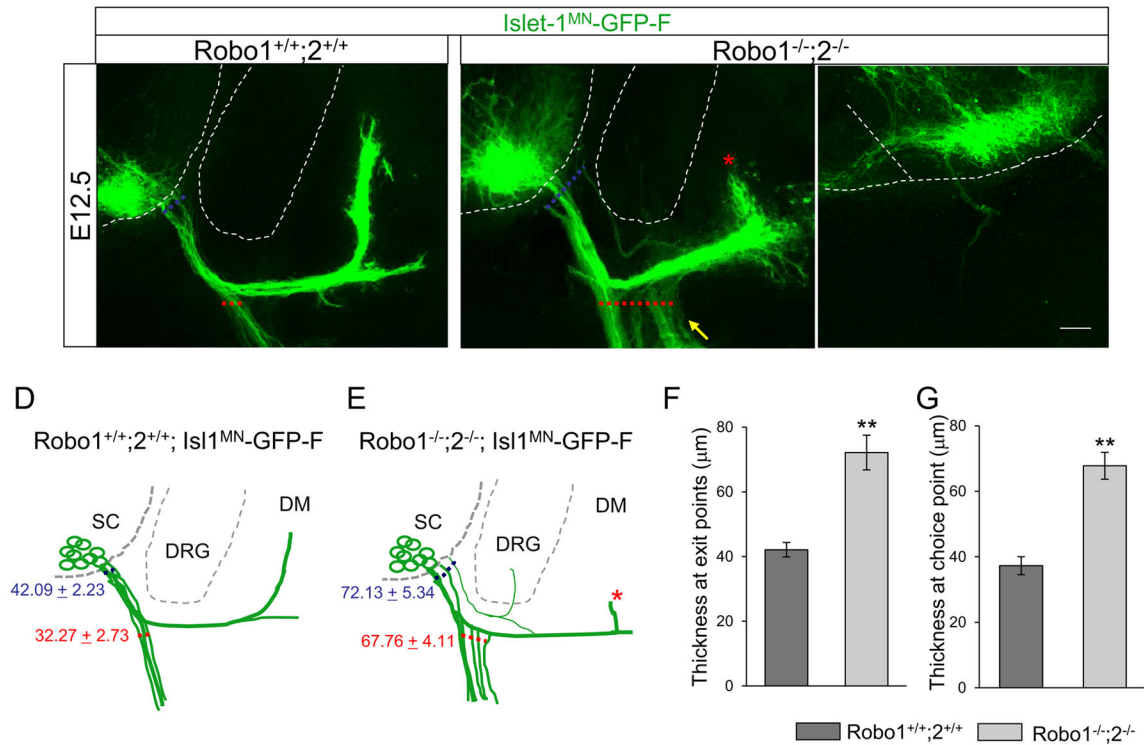 Islet-1ᴹᴺ-GFP-F
Robo1⁺/⁺;2⁺/⁺
Robo1⁻/⁻;2⁻/⁻
E12.5
*
D
Robo1⁺/⁺;2⁺/⁺; Isl1ᴹᴺ-GFP-F
SC
DRG
DM
42.09 ± 2.23
32.27 ± 2.73
E
Robo1⁻/⁻;2⁻/⁻; Isl1ᴹᴺ-GFP-F
SC
DRG
DM
*
72.13 ± 5.34
67.76 ± 4.11
F
Thickness at exit points (μm)
80
60
40
20
0
**
G
Thickness at choice point (μm)
80
60
40
20
0
**
Robo1⁺/⁺;2⁺/⁺
Robo1⁻/⁻;2⁻/⁻